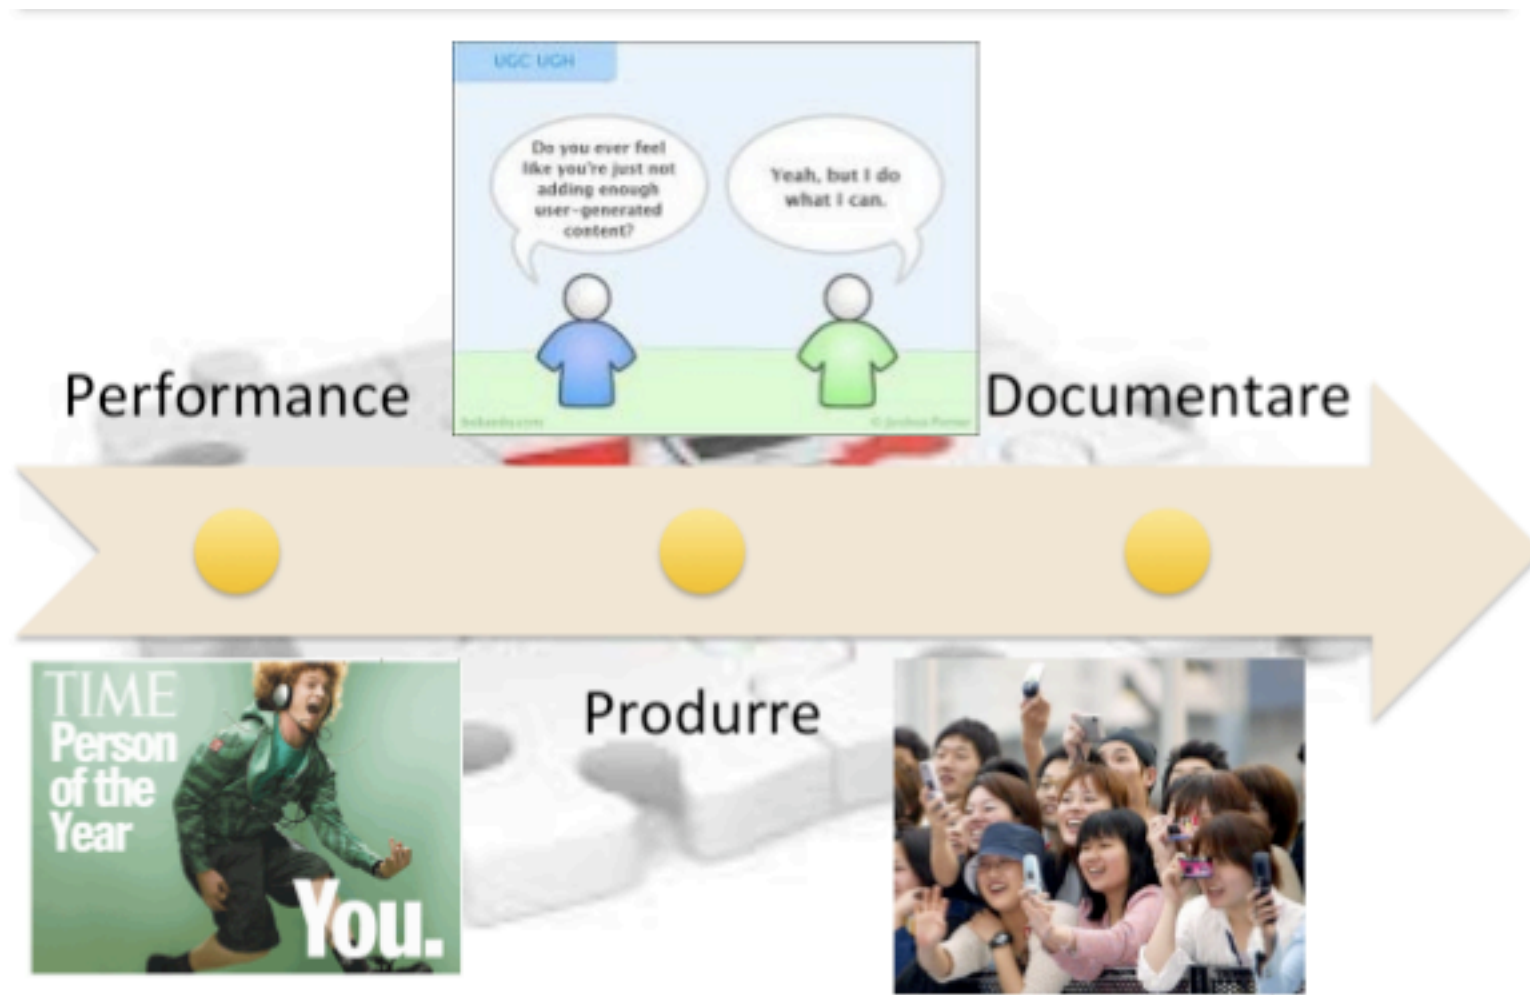 UGC UGH
Do you ever feel
like you're just not
adding enough
user-generated
content?
Yeah, but I do
what I can.
Performance
Documentare
TIME
Person
of the
Year
You.
Produrre